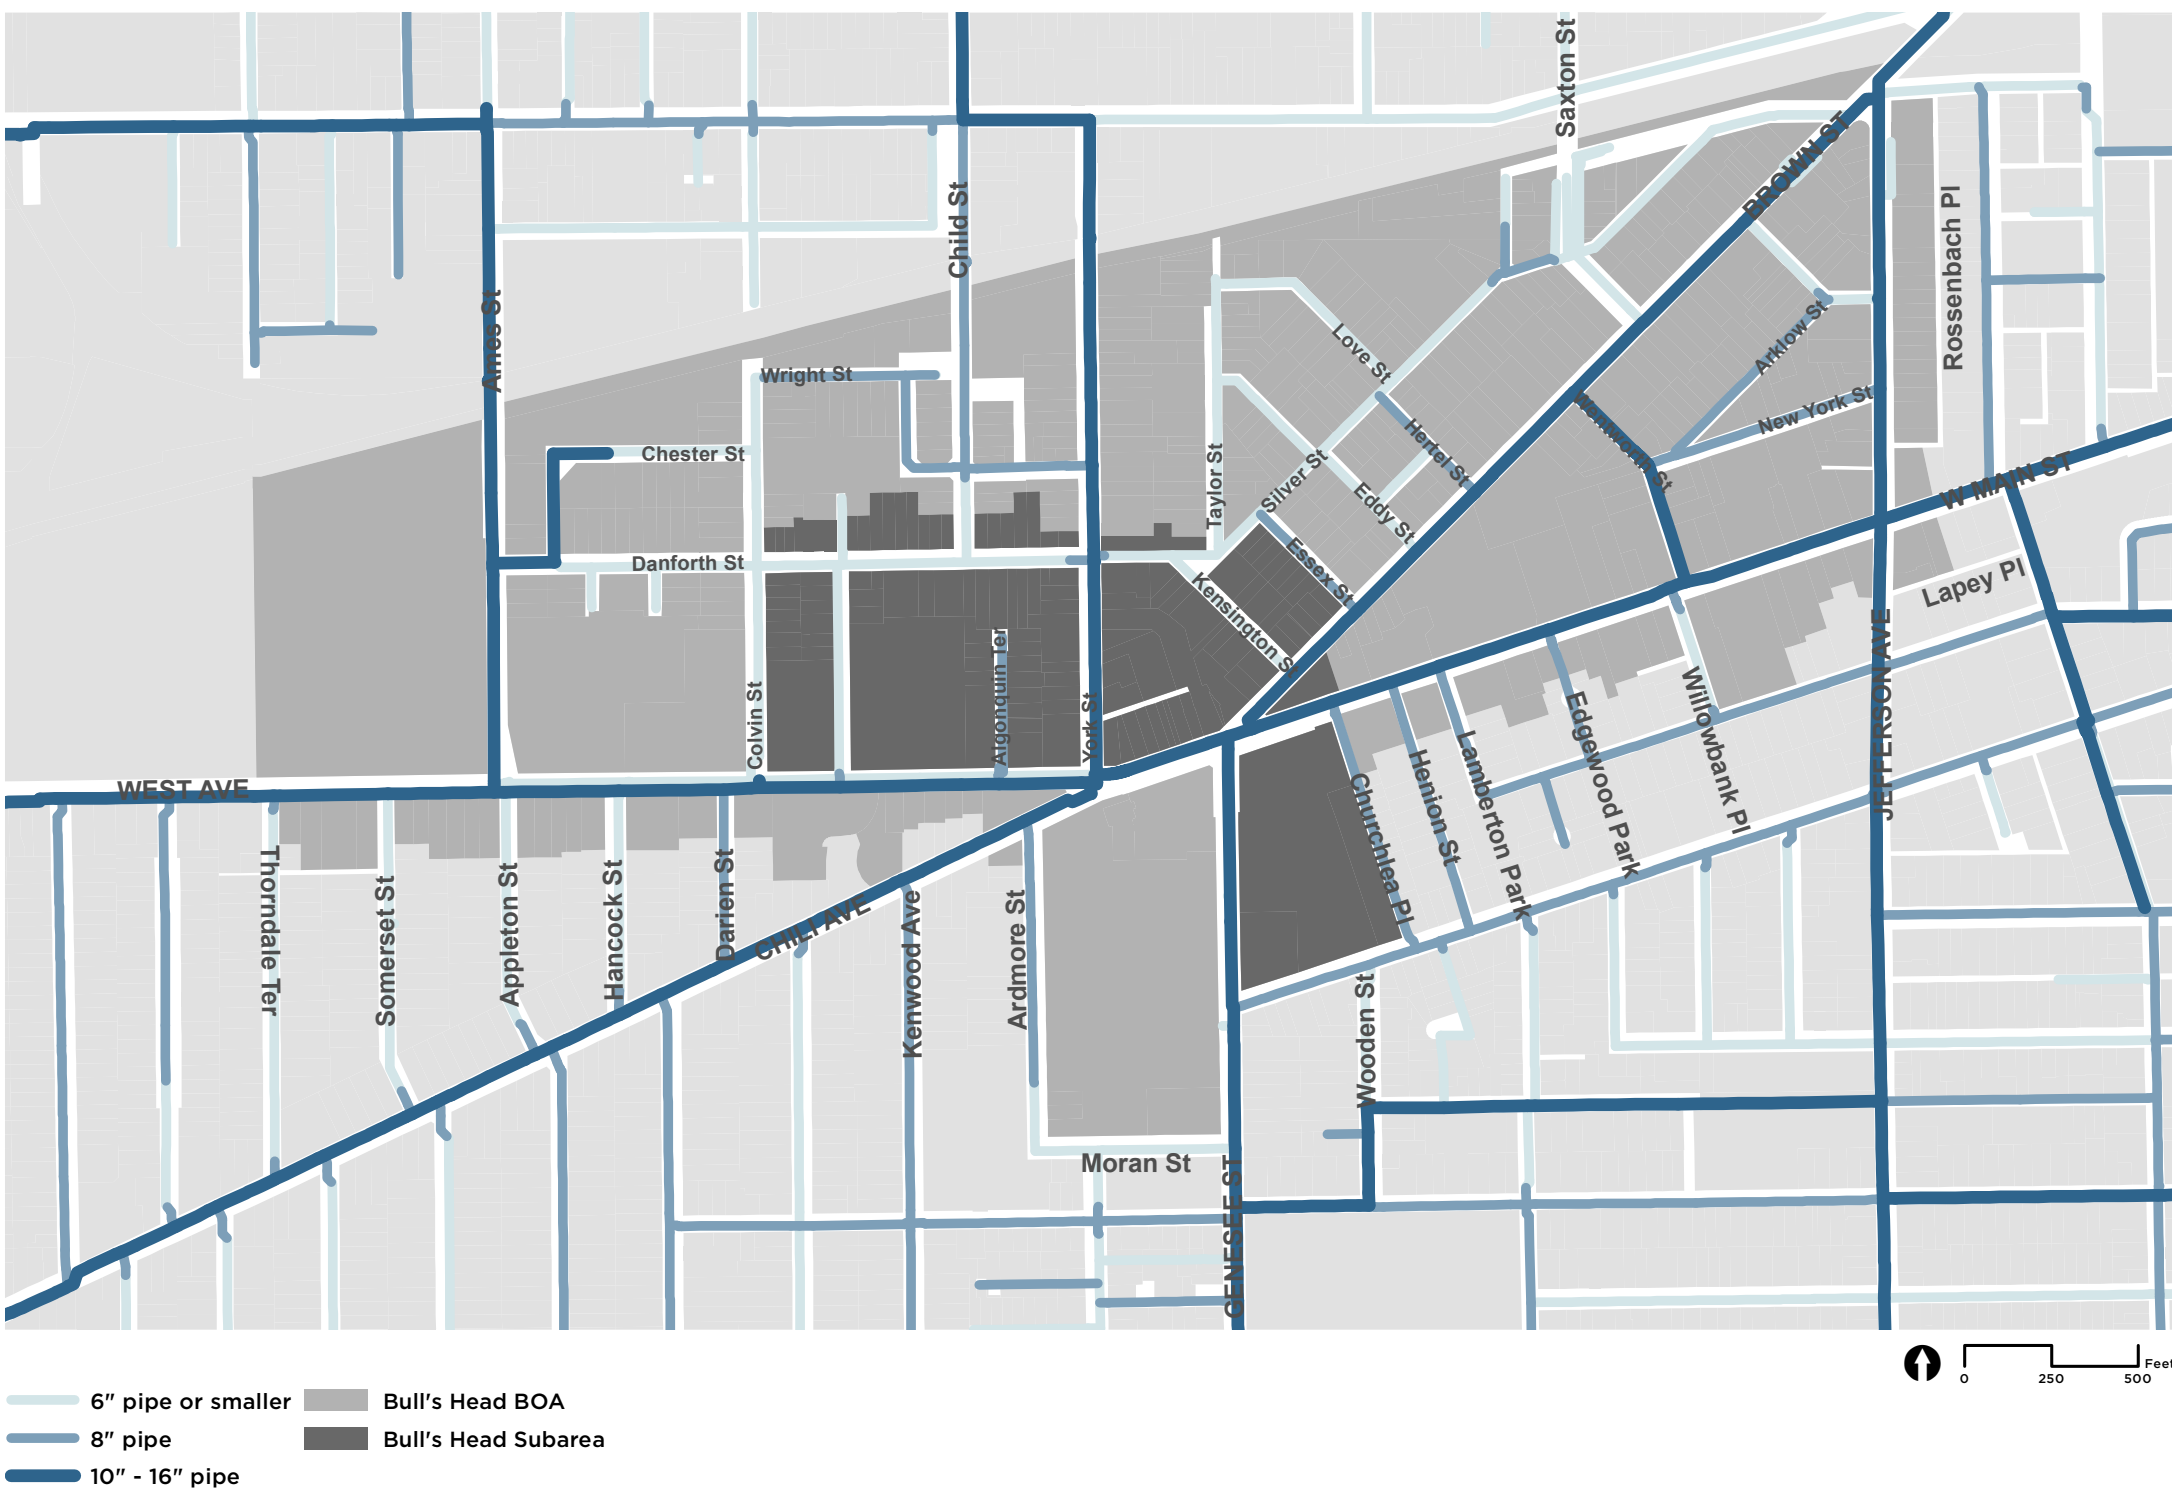 Saxton St
BROWN ST
Child St
Rossenbach Pl
Ames St
Love St
Arklow St
Wright St
New York St
Wentworth St
Hertel St
Chester St
Taylor St
Silver St
Eddy St
W MAIN ST
Danforth St
Essex St
Kensington St
Lapey Pl
Algonquin Ter
Colvin St
York St
JEFFERSON AVE
Willowbank Pl
Edgewood Park
Lamberton Park
Henion St
Churchlea Pl
WEST AVE
Thorndale Ter
Somerset St
Appleton St
Hancock St
Darien St
CHILI AVE
Kenwood Ave
Ardmore St
Wooden St
Moran St
GENESEE ST
0 250 500 Feet
6" pipe or smaller
8" pipe
10" - 16" pipe
Bull's Head BOA
Bull's Head Subarea